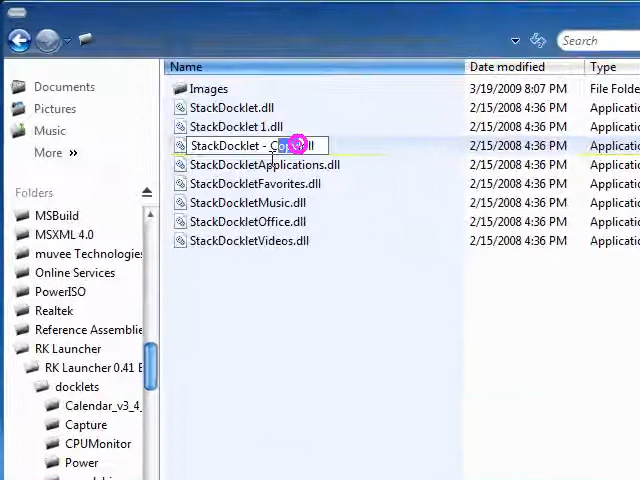 Search
Name Date modified Type
Documents
Pictures
Music
More »
Folders
MSBuild
MSXML 4.0
muvee Technologies
Online Services
PowerISO
Realtek
Reference Assemblie
RK Launcher
RK Launcher 0.41 B
docklets
Calendar_v3_4_
Capture
CPUMonitor
Power
Images 3/19/2009 8:07 PM File Folde
StackDocklet.dll 2/15/2008 4:36 PM Applicatio
StackDocklet 1.dll 2/15/2008 4:36 PM Applicatio
StackDocklet - 2/15/2008 4:36 PM Applicatio
StackDockletApplications.dll 2/15/2008 4:36 PM Applicatio
StackDockletFavorites.dll 2/15/2008 4:36 PM Applicatio
StackDockletMusic.dll 2/15/2008 4:36 PM Applicatio
StackDockletOffice.dll 2/15/2008 4:36 PM Applicatio
StackDockletVideos.dll 2/15/2008 4:36 PM Applicatio